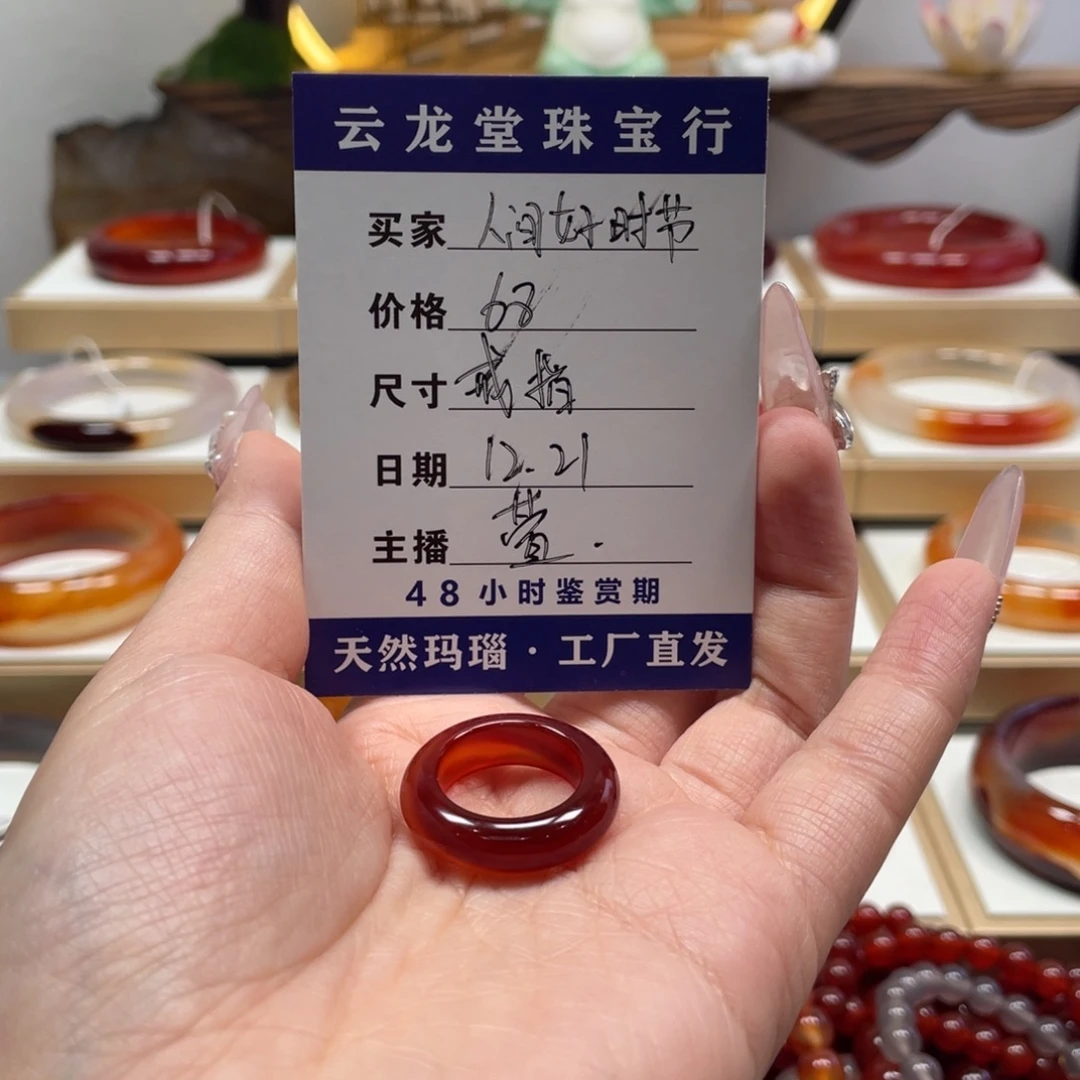 云龙堂珠宝行
买家 人间好时节
价格 68
尺寸 戒指
日期 12.21
主播 萱.
48小时鉴赏期
天然玛瑙·工厂直发